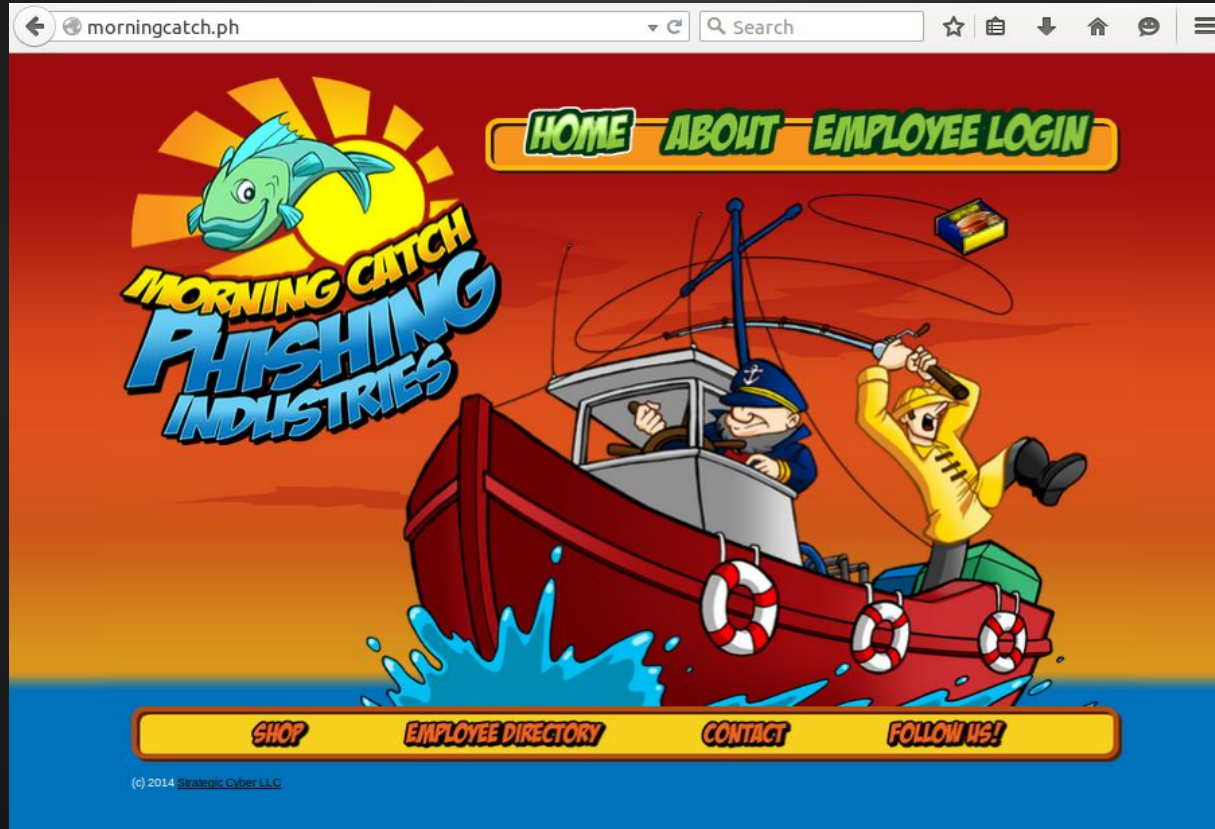 morningcatch.ph
Search
HOME ABOUT EMPLOYEE LOGIN
MORNING CATCH
PHISHING
INDUSTRIES
SHOP EMPLOYEE DIRECTORY CONTACT FOLLOW US!
(c) 2014 Strategic Cyber LLC